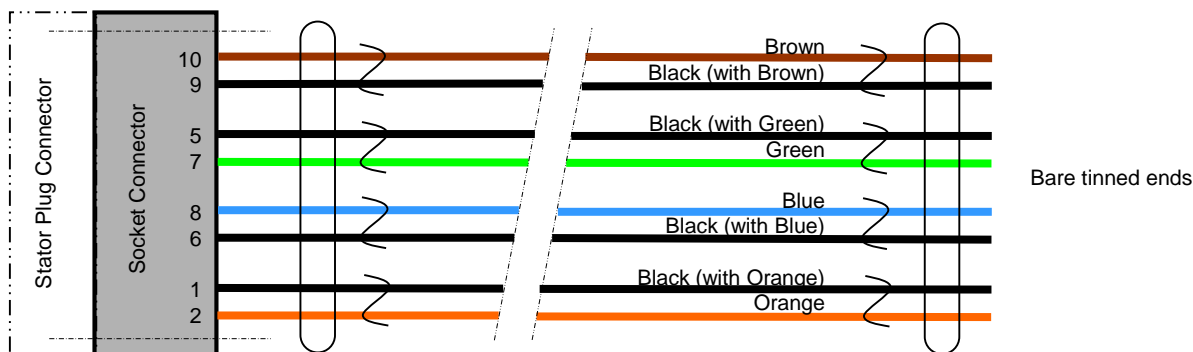 Stator Plug Connector
Socket Connector
10 Brown
9 Black (with Brown)
5 Black (with Green)
7 Green
8 Blue
6 Black (with Blue)
1 Black (with Orange)
2 Orange
Bare tinned ends